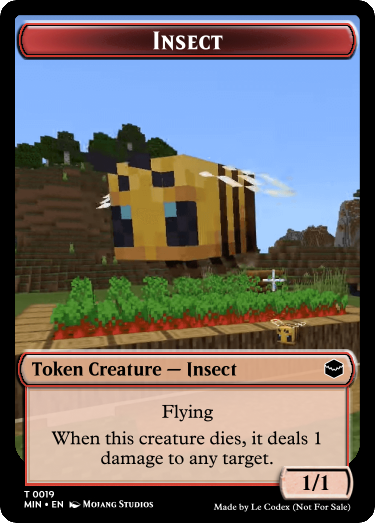 Insect
Token Creature — Insect
Flying
When this creature dies, it deals 1
damage to any target.
1/1
T 0019
MIN • EN Mojang Studios
Made by Le Codex (Not For Sale)